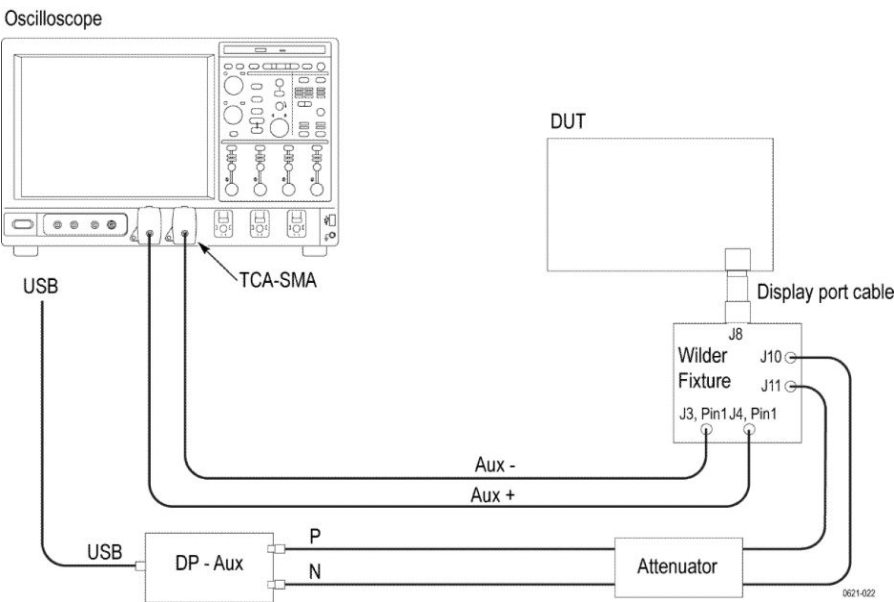 Oscilloscope
DUT
TCA-SMA
USB
Display port cable
J8
Wilder
Fixture
J10
J11
J3, Pin1 J4, Pin1
Aux -
Aux +
USB
DP - Aux
P
N
Attenuator
0621-022